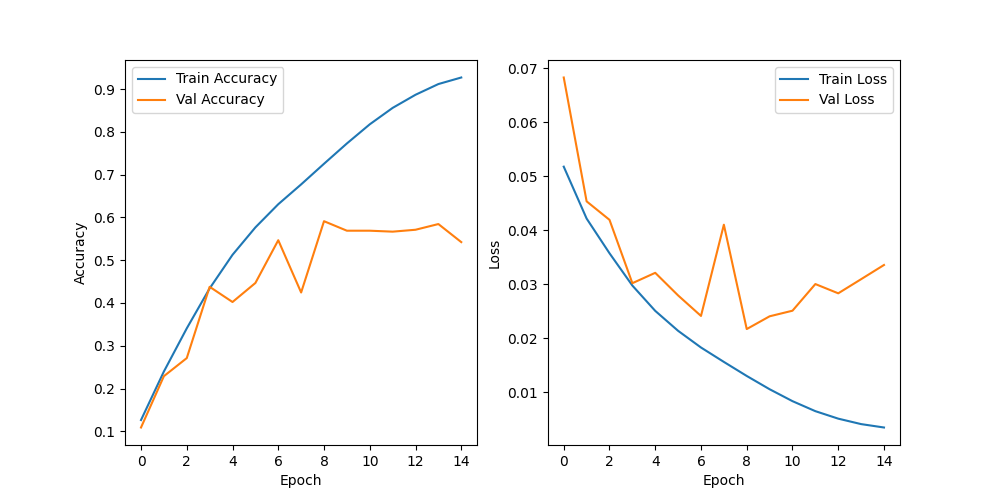 Train Accuracy
Val Accuracy
0.9
0.8
0.7
0.6
0.5
0.4
0.3
0.2
0.1
Accuracy
0 2 4 6 8 10 12 14
Epoch
Train Loss
Val Loss
0.07
0.06
0.05
0.04
0.03
0.02
0.01
Loss
0 2 4 6 8 10 12 14
Epoch